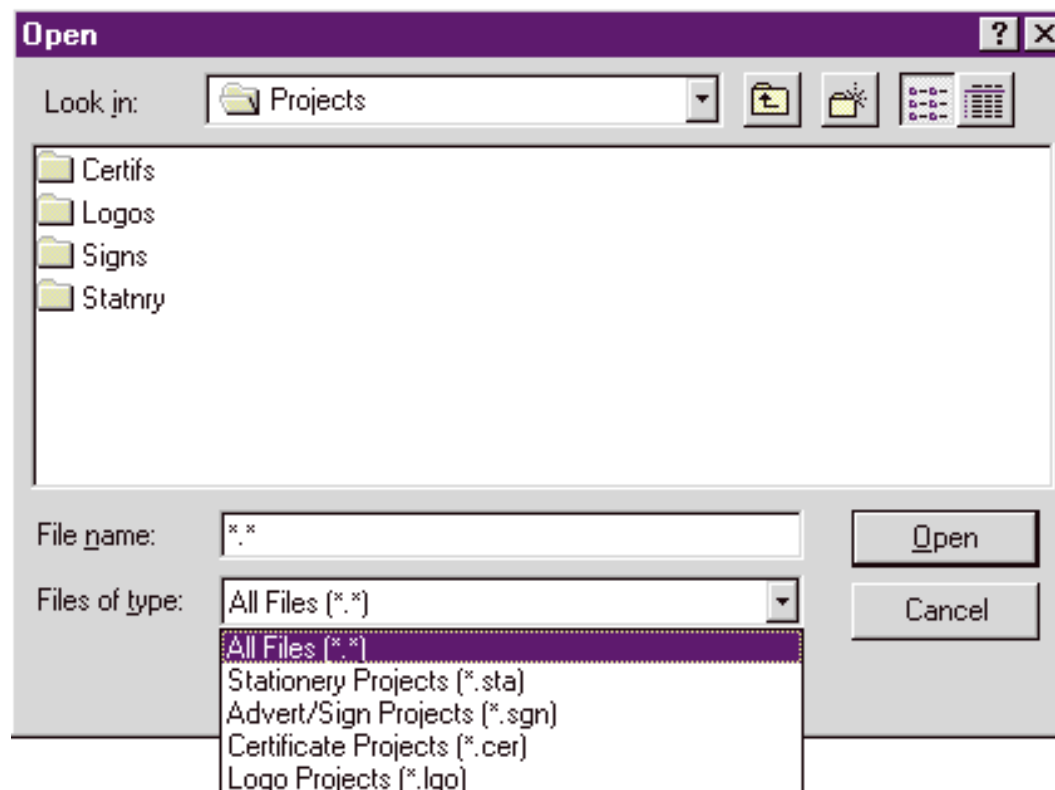 Open
Look in: Projects
Certifs
Logos
Signs
Statnry
File name: *.* Open
Files of type: All Files (*.*) Cancel
All Files (*.*)
Stationery Projects (*.sta)
Advert/Sign Projects (*.sgn)
Certificate Projects (*.cer)
Logo Projects (*.lgo)